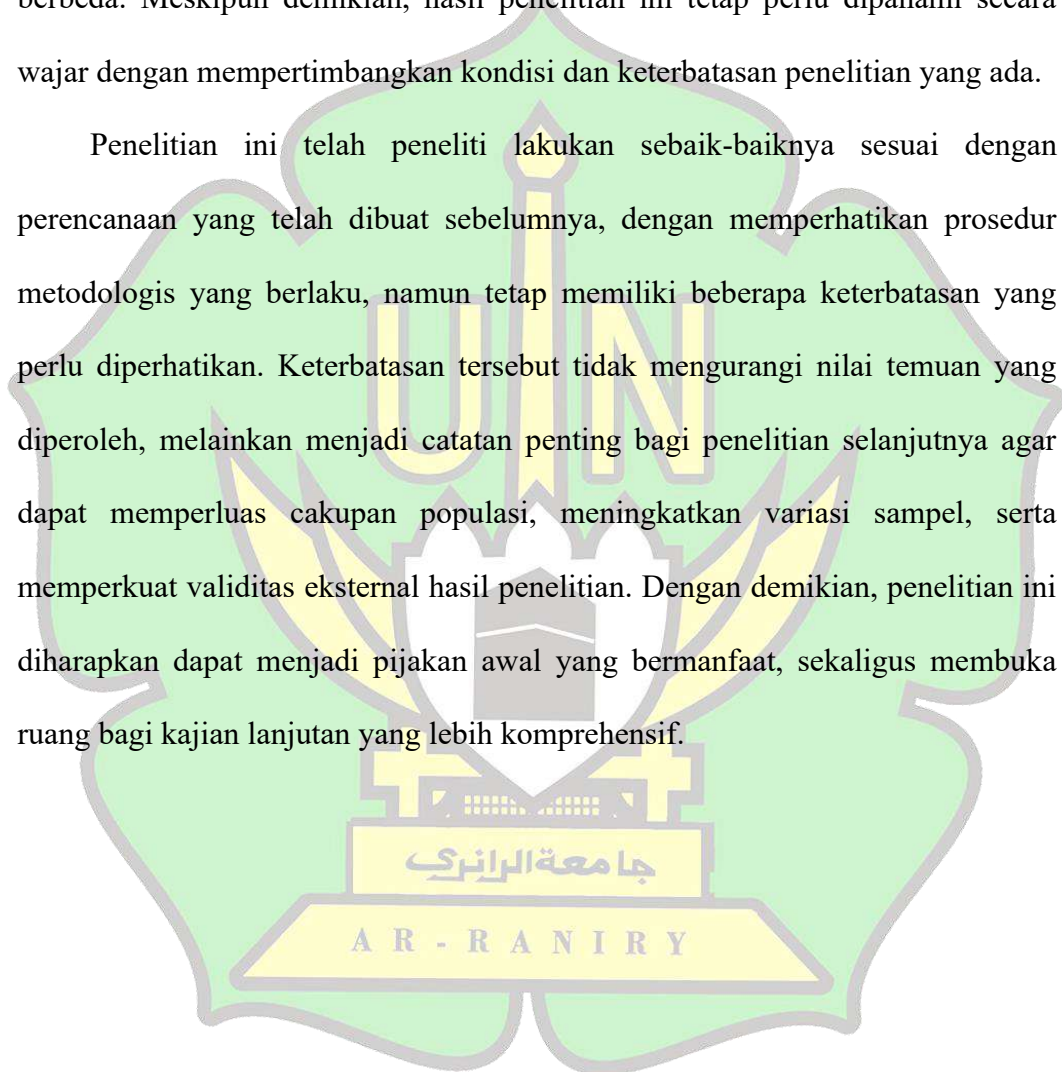 berbeda. Meskipun demikian, hasil penelitian ini tetap perlu dipahami secara
wajar dengan mempertimbangkan kondisi dan keterbatasan penelitian yang ada.
Penelitian ini telah peneliti lakukan sebaik-baiknya sesuai dengan
perencanaan yang telah dibuat sebelumnya, dengan memperhatikan prosedur
metodologis yang berlaku, namun tetap memiliki beberapa keterbatasan yang
perlu diperhatikan. Keterbatasan tersebut tidak mengurangi nilai temuan yang
diperoleh, melainkan menjadi catatan penting bagi penelitian selanjutnya agar
dapat memperluas cakupan populasi, meningkatkan variasi sampel, serta
memperkuat validitas eksternal hasil penelitian. Dengan demikian, penelitian ini
diharapkan dapat menjadi pijakan awal yang bermanfaat, sekaligus membuka
ruang bagi kajian lanjutan yang lebih komprehensif.
UIN
جامعة الرانري
AR-RANIRY